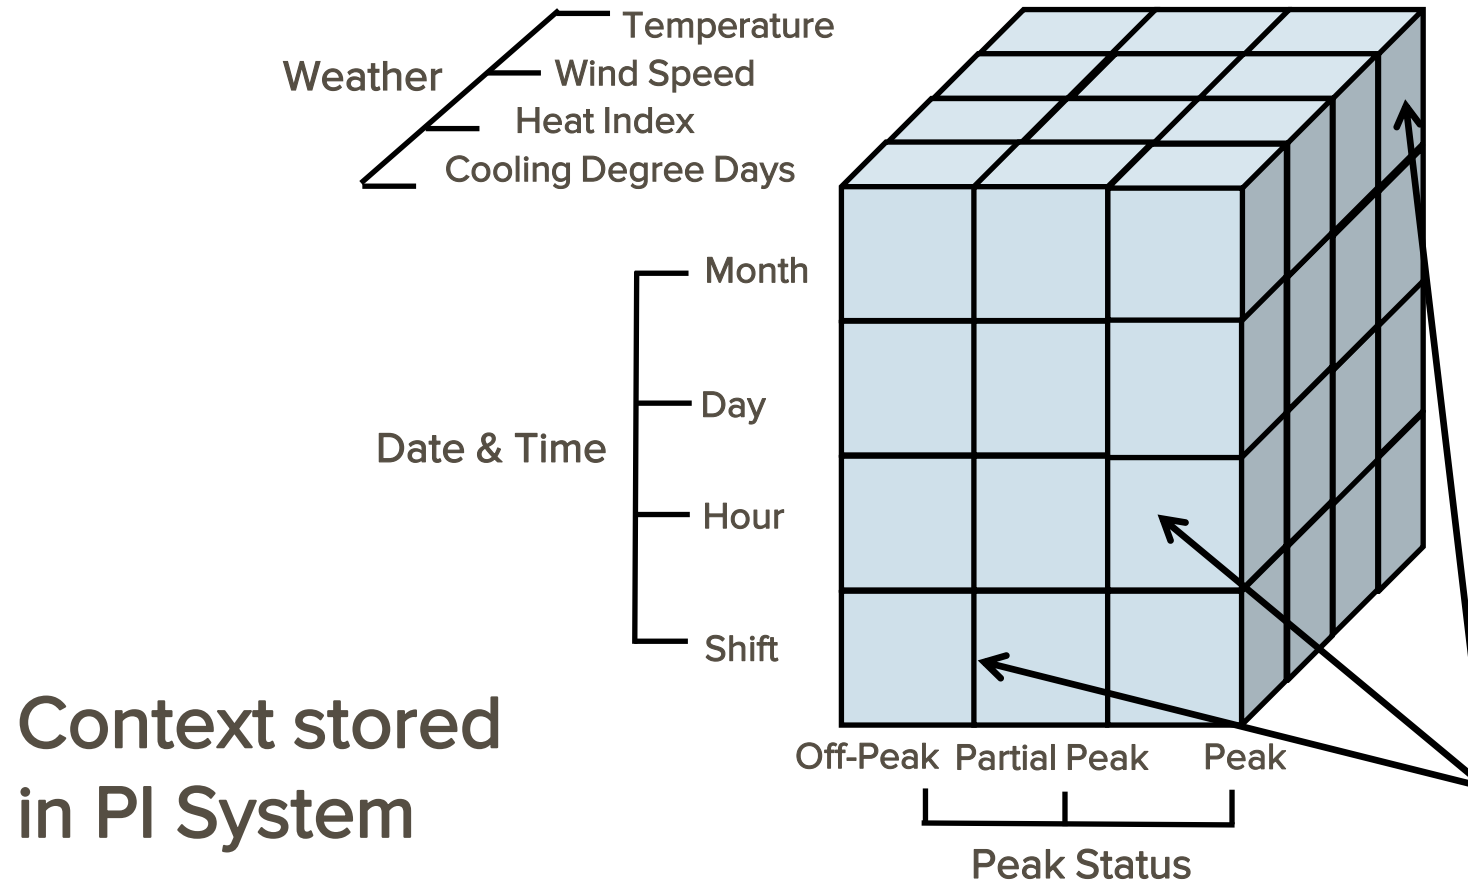 Temperature
Weather
Wind Speed
Heat Index
Cooling Degree Days
Month
Day
Date & Time
Hour
Shift
Context stored
in PI System
Off-Peak Partial Peak Peak
Peak Status